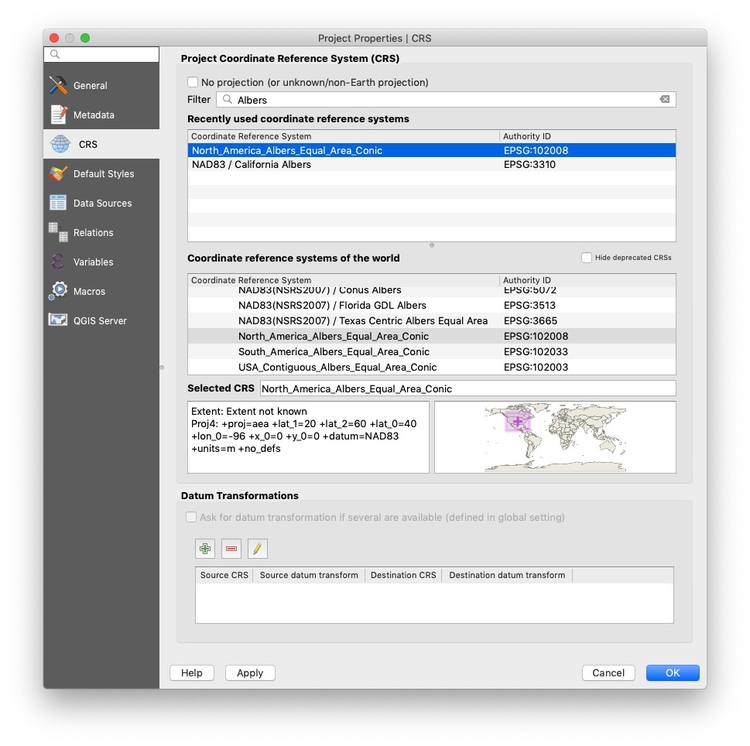 Project Properties | CRS
General
Metadata
CRS
Default Styles
Data Sources
Relations
Variables
Macros
QGIS Server
Project Coordinate Reference System (CRS)
No projection (or unknown/non-Earth projection)
Filter Albers
Recently used coordinate reference systems
Coordinate Reference System Authority ID
North_America_Albers_Equal_Area_Conic EPSG:102008
NAD83 / California Albers EPSG:3310
Coordinate reference systems of the world Hide deprecated CRSs
Coordinate Reference System Authority ID
NAD83(NSRS2007) / Conus Albers EPSG:5072
NAD83(NSRS2007) / Florida GDL Albers EPSG:3513
NAD83(NSRS2007) / Texas Centric Albers Equal Area EPSG:3665
North_America_Albers_Equal_Area_Conic EPSG:102008
South_America_Albers_Equal_Area_Conic EPSG:102033
USA_Contiguous_Albers_Equal_Area_Conic EPSG:102003
Selected CRS North_America_Albers_Equal_Area_Conic
Extent: Extent not known
Proj4: +proj=aea +lat_1=20 +lat_2=60 +lat_0=40
+lon_0=-96 +x_0=0 +y_0=0 +datum=NAD83
+units=m +no_defs
Datum Transformations
Ask for datum transformation if several are available (defined in global setting)
Source CRS Source datum transform Destination CRS Destination datum transform
Help Apply Cancel OK